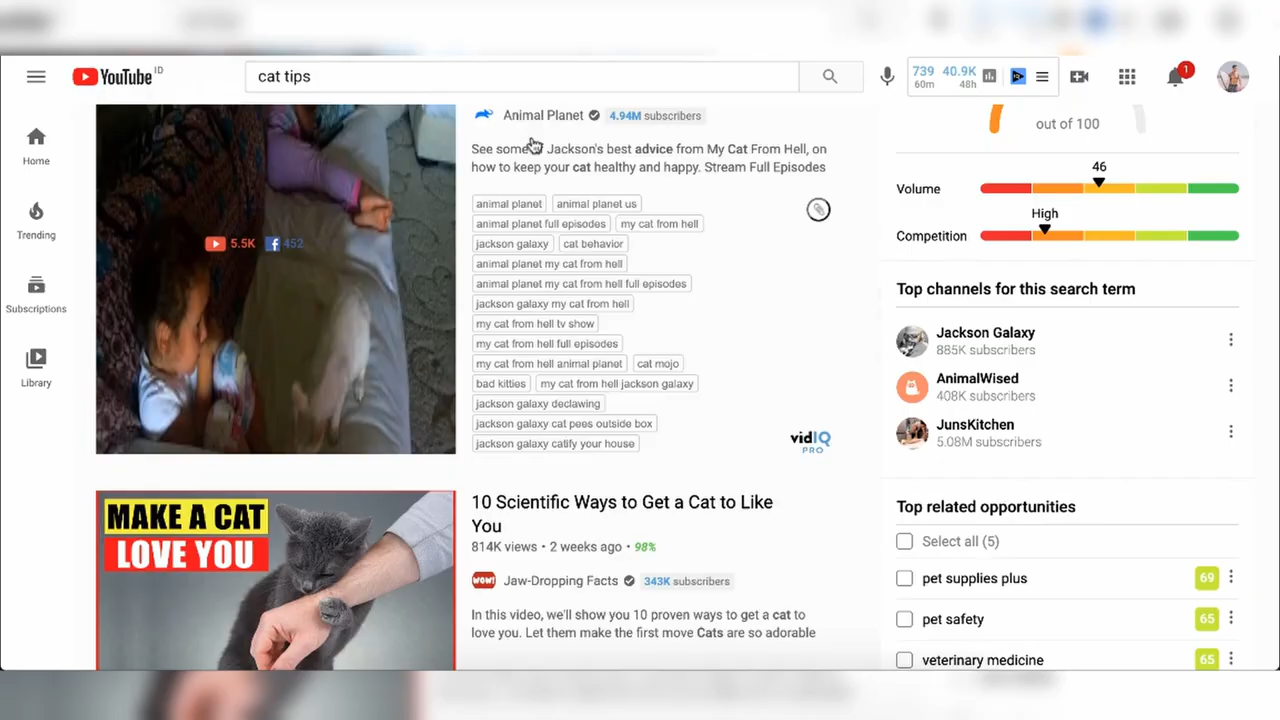 YouTube ID
cat tips
739 40.9K
60m 48h
1
Home
Trending
Subscriptions
Library
5.5K 452
Animal Planet 4.94M subscribers
See some Jackson's best advice from My Cat From Hell, on
how to keep your cat healthy and happy. Stream Full Episodes
animal planet animal planet us
animal planet full episodes my cat from hell
jackson galaxy cat behavior
animal planet my cat from hell
animal planet my cat from hell full episodes
jackson galaxy my cat from hell
my cat from hell tv show
my cat from hell full episodes
my cat from hell animal planet cat mojo
bad kitties my cat from hell jackson galaxy
jackson galaxy declawing
jackson galaxy cat pees outside box
jackson galaxy catify your house
vidIQ
PRO
MAKE A CAT
LOVE YOU
10 Scientific Ways to Get a Cat to Like
You
814K views • 2 weeks ago • 98%
WOW! Jaw-Dropping Facts 343K subscribers
In this video, we'll show you 10 proven ways to get a cat to
love you. Let them make the first move Cats are so adorable
out of 100
46
Volume
High
Competition
Top channels for this search term
Jackson Galaxy
885K subscribers
AnimalWised
408K subscribers
JunsKitchen
5.08M subscribers
Top related opportunities
Select all (5)
pet supplies plus 69
pet safety 65
veterinary medicine 65